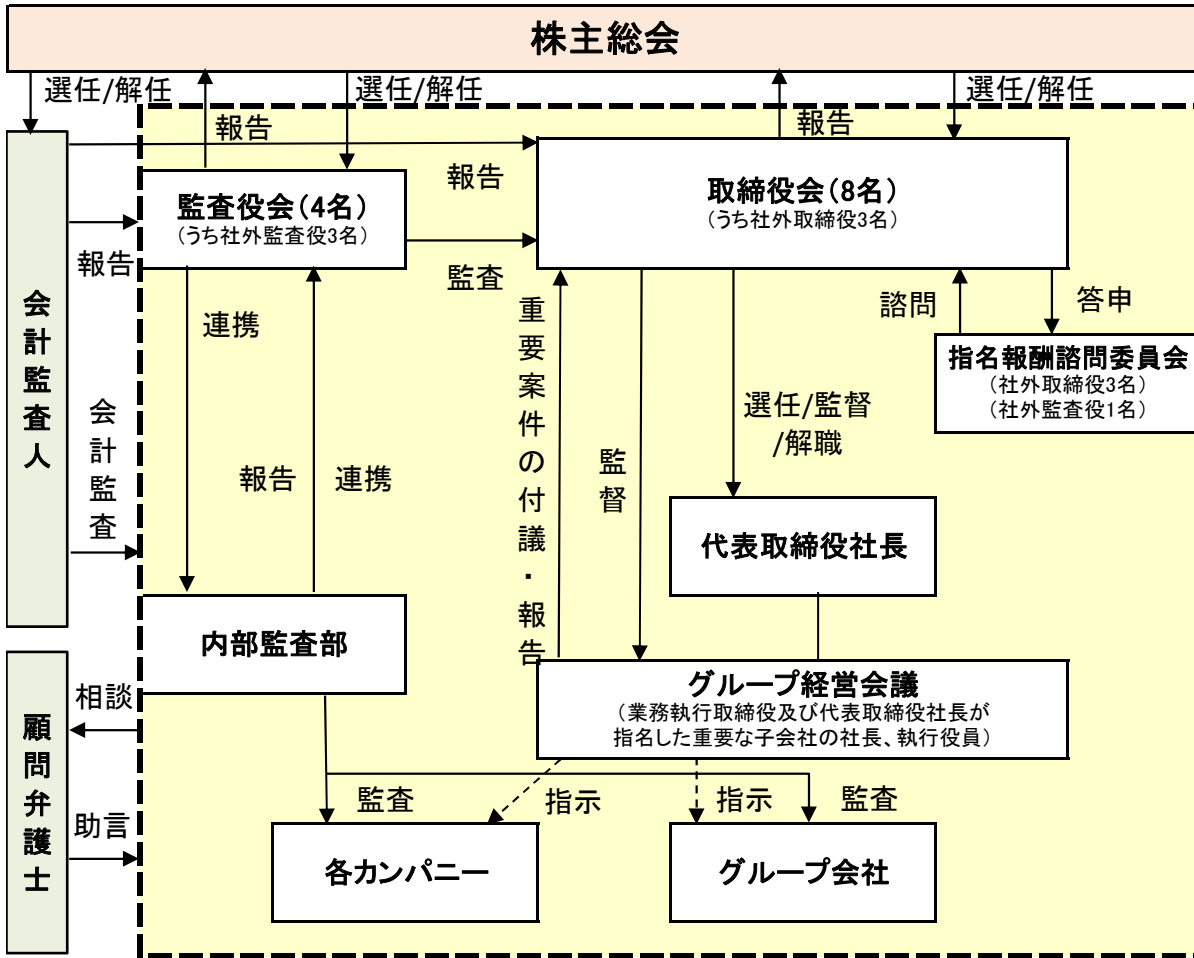 株主総会
選任/解任
選任/解任
選任/解任
報告
報告
報告
報告
監査役会（4名）
（うち社外監査役3名）
取締役会（8名）
（うち社外取締役3名）
監査
会計監査人
会計監査
連携
報告
連携
重要案件の付議・報告
監督
選任/監督
/解職
諮問
答申
指名報酬諮問委員会
（社外取締役3名）
（社外監査役1名）
代表取締役社長
内部監査部
グループ経営会議
（業務執行取締役及び代表取締役社長が
指名した重要な子会社の社長、執行役員）
顧問弁護士
相談
助言
監査
指示
指示
監査
各カンパニー
グループ会社